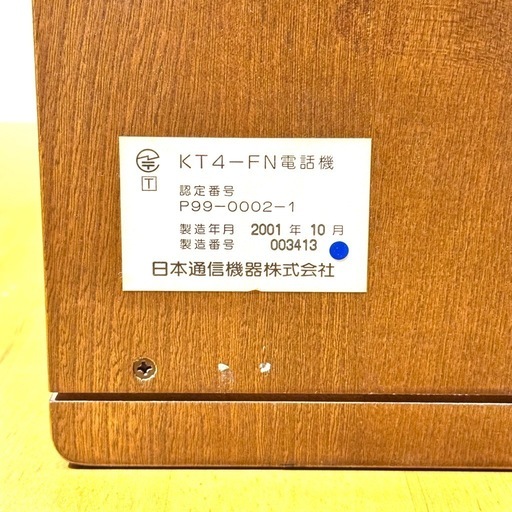 KT4-FN電話機
T
認定番号
P99-0002-1
製造年月 2001 年 10 月
製造番号 003413
日本通信機器株式会社